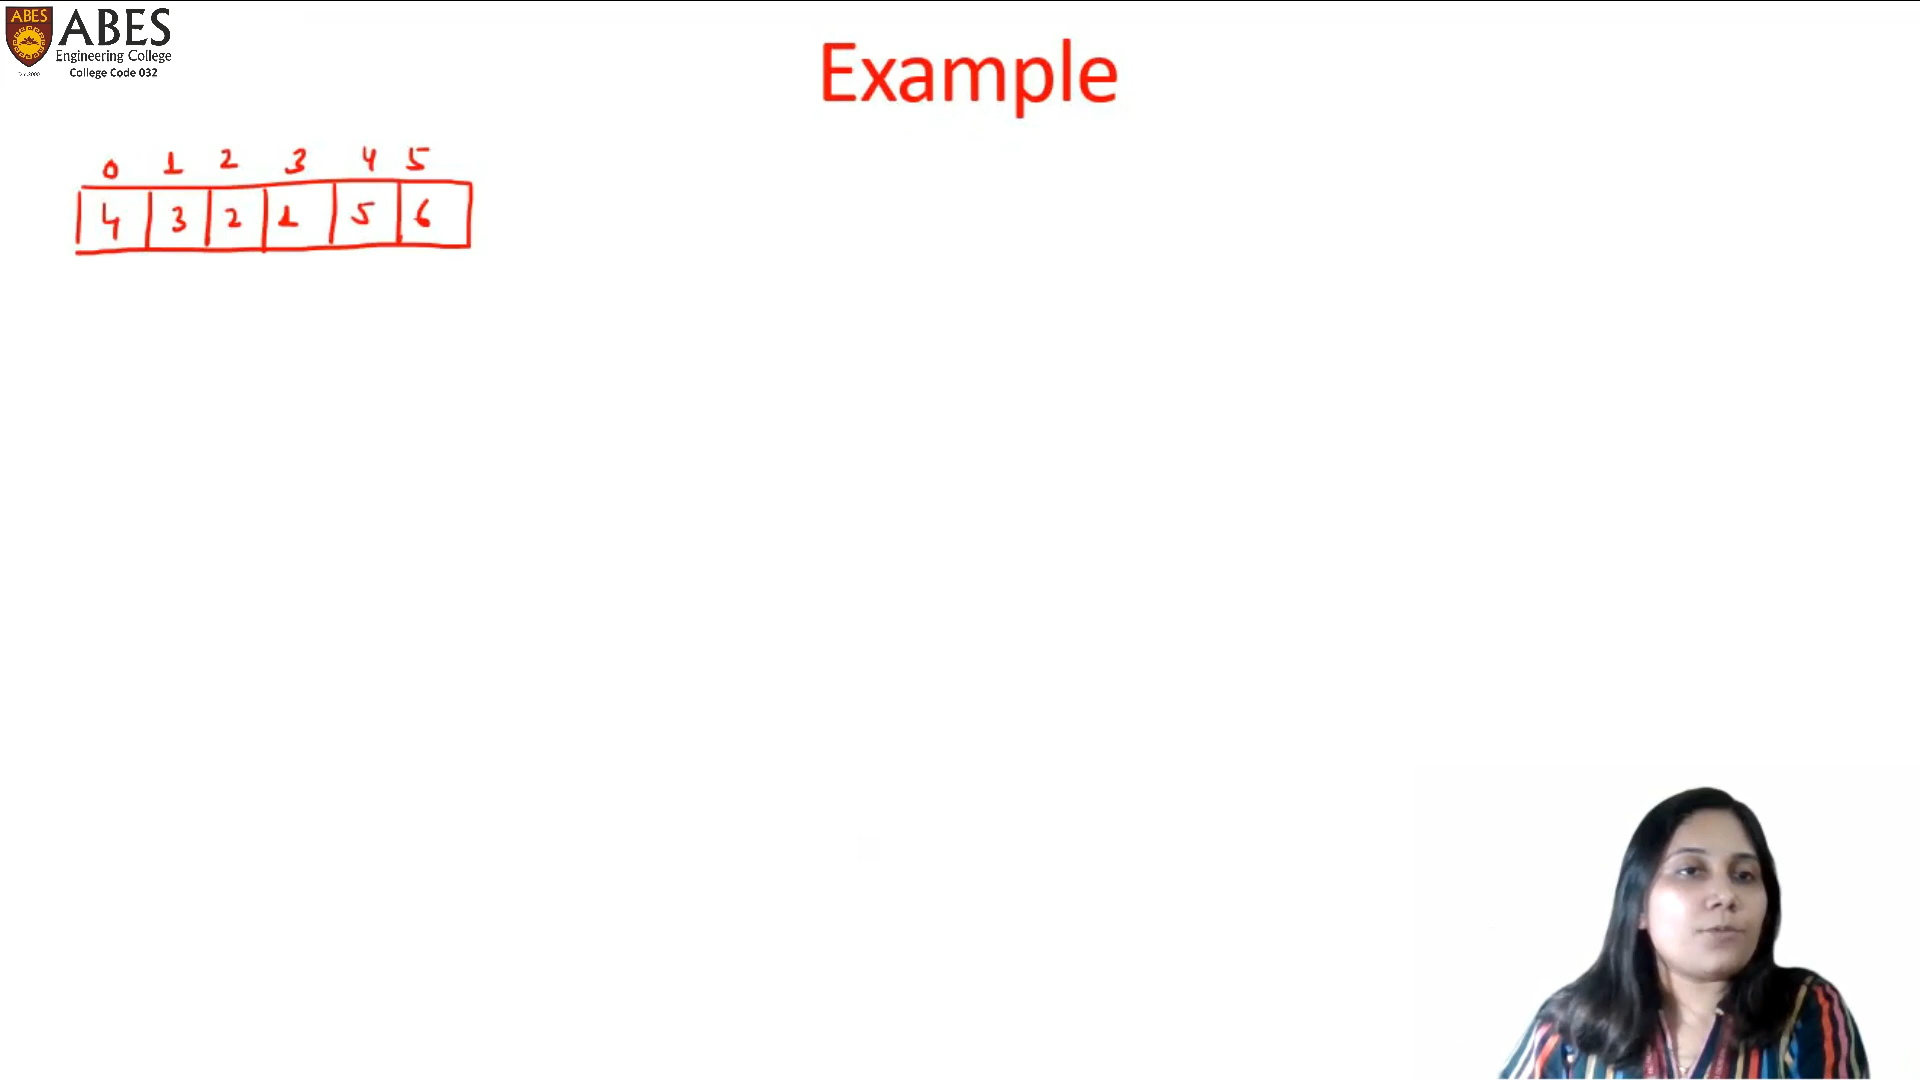 ABES
ABES
Engineering College
College Code 032
Example
0 1 2 3 4 5
4 3 2 1 5 6